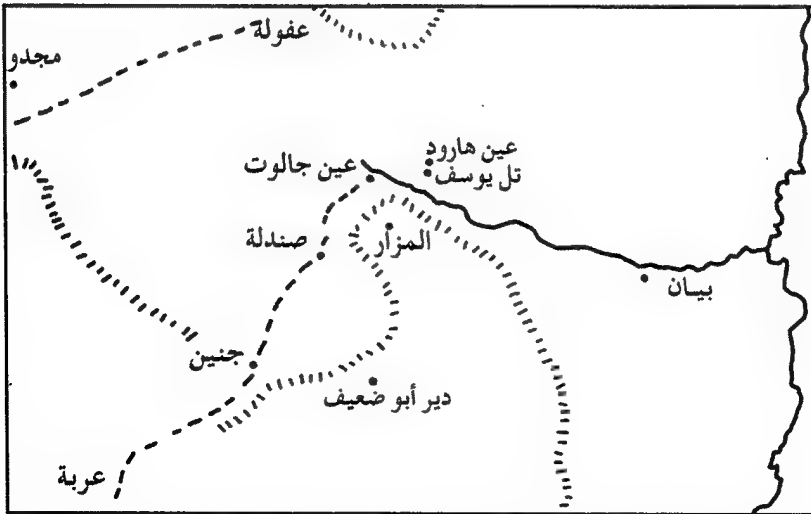 عفولة
مجدو
عين هارود
تل يوسف
عين جالوت
المزار
صندلة
بيسان
جنين
دير أبو ضعيف
عربة